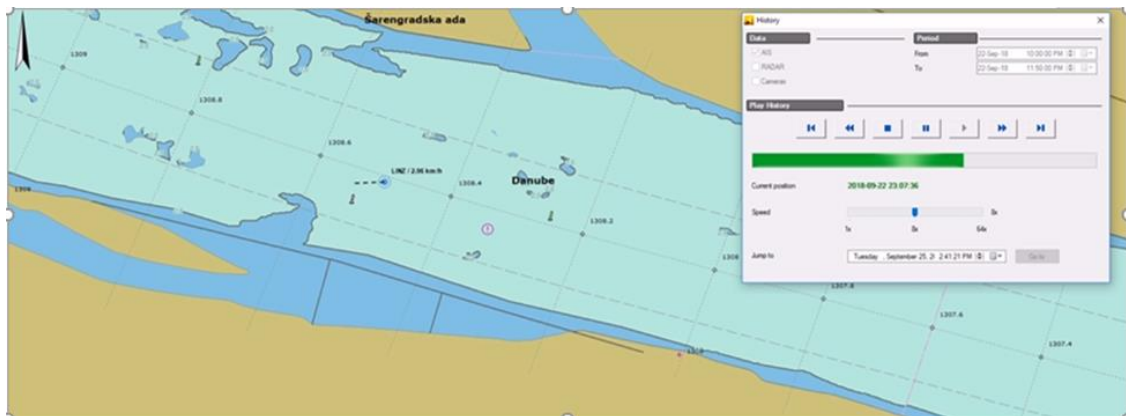 Šarengradska ada
1309
1308.8
1308.6
LINZ / 2.96 km/h
1308.4
Danube
1308.2
1309
1308
1308
1307.8
1307.6
1307.4
History
Data
Period
AIS
From
22-Sep-18 10:00:00 PM
RADAR
To
22-Sep-18 11:50:00 PM
Cameras
Play History
Current position
2018-09-22 23:07:36
Speed
8x
1x
8x
64x
Jump to
Tuesday , September 25, 2( 2:41:21 PM
Go to